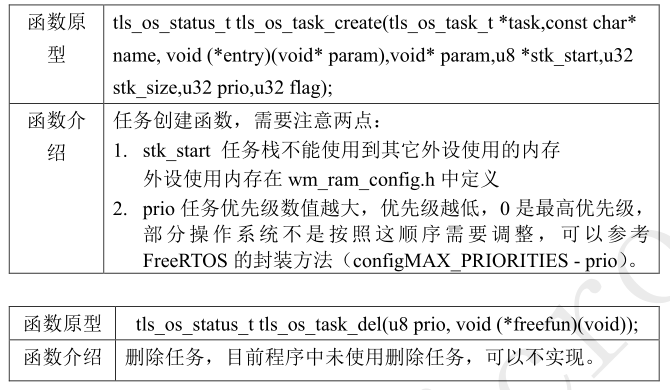 函数原型
tls_os_status_t tls_os_task_create(tls_os_task_t *task,const char*
name, void (*entry)(void* param),void* param,u8 *stk_start,u32
stk_size,u32 prio,u32 flag);
函数介绍
任务创建函数，需要注意两点：
1. stk_start 任务栈不能使用到其它外设使用的内存
外设使用内存在 wm_ram_config.h 中定义
2. prio 任务优先级数值越大，优先级越低，0 是最高优先级，
部分操作系统不是按照这顺序需要调整，可以参考
FreeRTOS 的封装方法（configMAX_PRIORITIES - prio）。
函数原型
tls_os_status_t tls_os_task_del(u8 prio, void (*freefun)(void));
函数介绍
删除任务，目前程序中未使用删除任务，可以不实现。